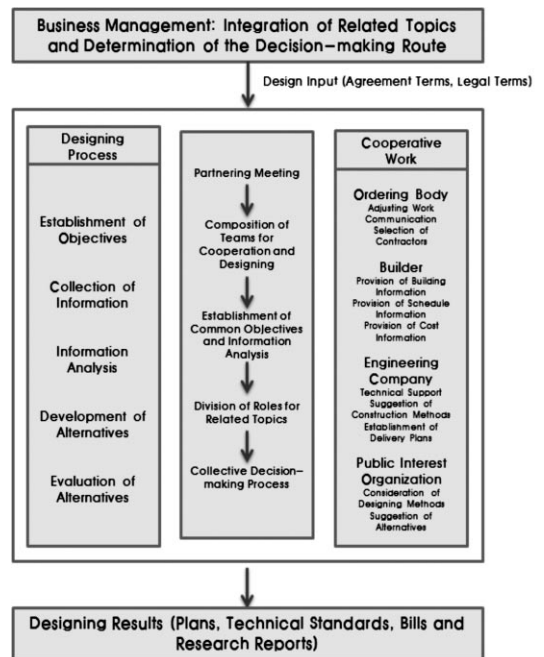 Business Management: Integration of Related Topics
and Determination of the Decision-making Route
Design Input (Agreement Terms, Legal Terms)
Designing
Process
Establishment of
Objectives
Collection of
Information
Information
Analysis
Development of
Alternatives
Evaluation of
Alternatives
Partnering Meeting
Composition of
Teams for
Cooperation and
Designing
Establishment of
Common Objectives
and Information
Analysis
Division of Roles for
Related Topics
Collective Decision-
making Process
Cooperative
Work
Ordering Body
Adjusting Work
Communication
Selection of
Contractors
Builder
Provision of Building
Information
Provision of Schedule
Information
Provision of Cost
Information
Engineering
Company
Technical Support
Suggestion of
Construction Methods
Establishment of
Delivery Plans
Public Interest
Organization
Consideration of
Designing Methods
Suggestion of
Alternatives
Designing Results (Plans, Technical Standards, Bills and
Research Reports)